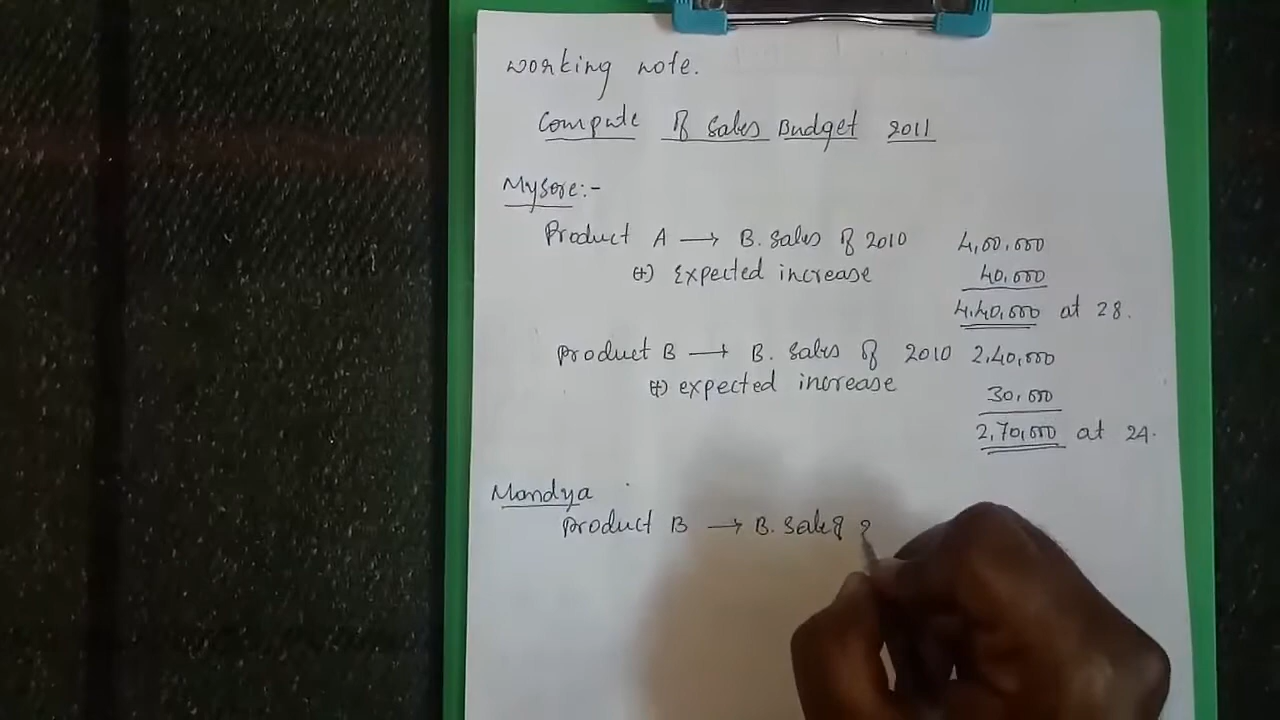 working note.
Compute of sales Budget 2011
Mysore:-
Product A → B. Sales of 2010 4,00,000
(+) Expected increase 40,000
4,40,000 at 28.
product B → B. sales of 2010 2,40,000
(+) expected increase
30,000
2,70,000 at 24.
Mandya
product B → B. Sales